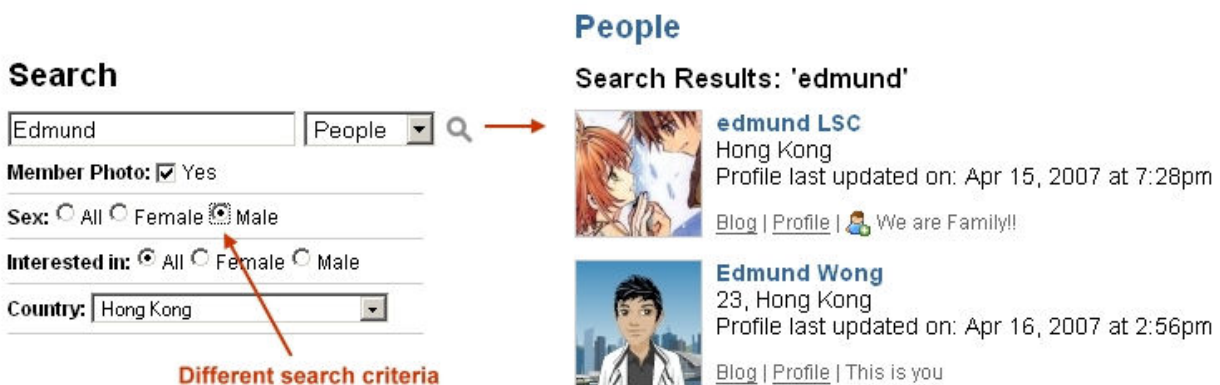 Search
Edmund People
Member Photo: Yes
Sex: All Female Male
Interested in: All Female Male
Country: Hong Kong
Different search criteria
People
Search Results: 'edmund'
edmund LSC
Hong Kong
Profile last updated on: Apr 15, 2007 at 7:28pm
Blog | Profile | We are Family!!
Edmund Wong
23, Hong Kong
Profile last updated on: Apr 16, 2007 at 2:56pm
Blog | Profile | This is you